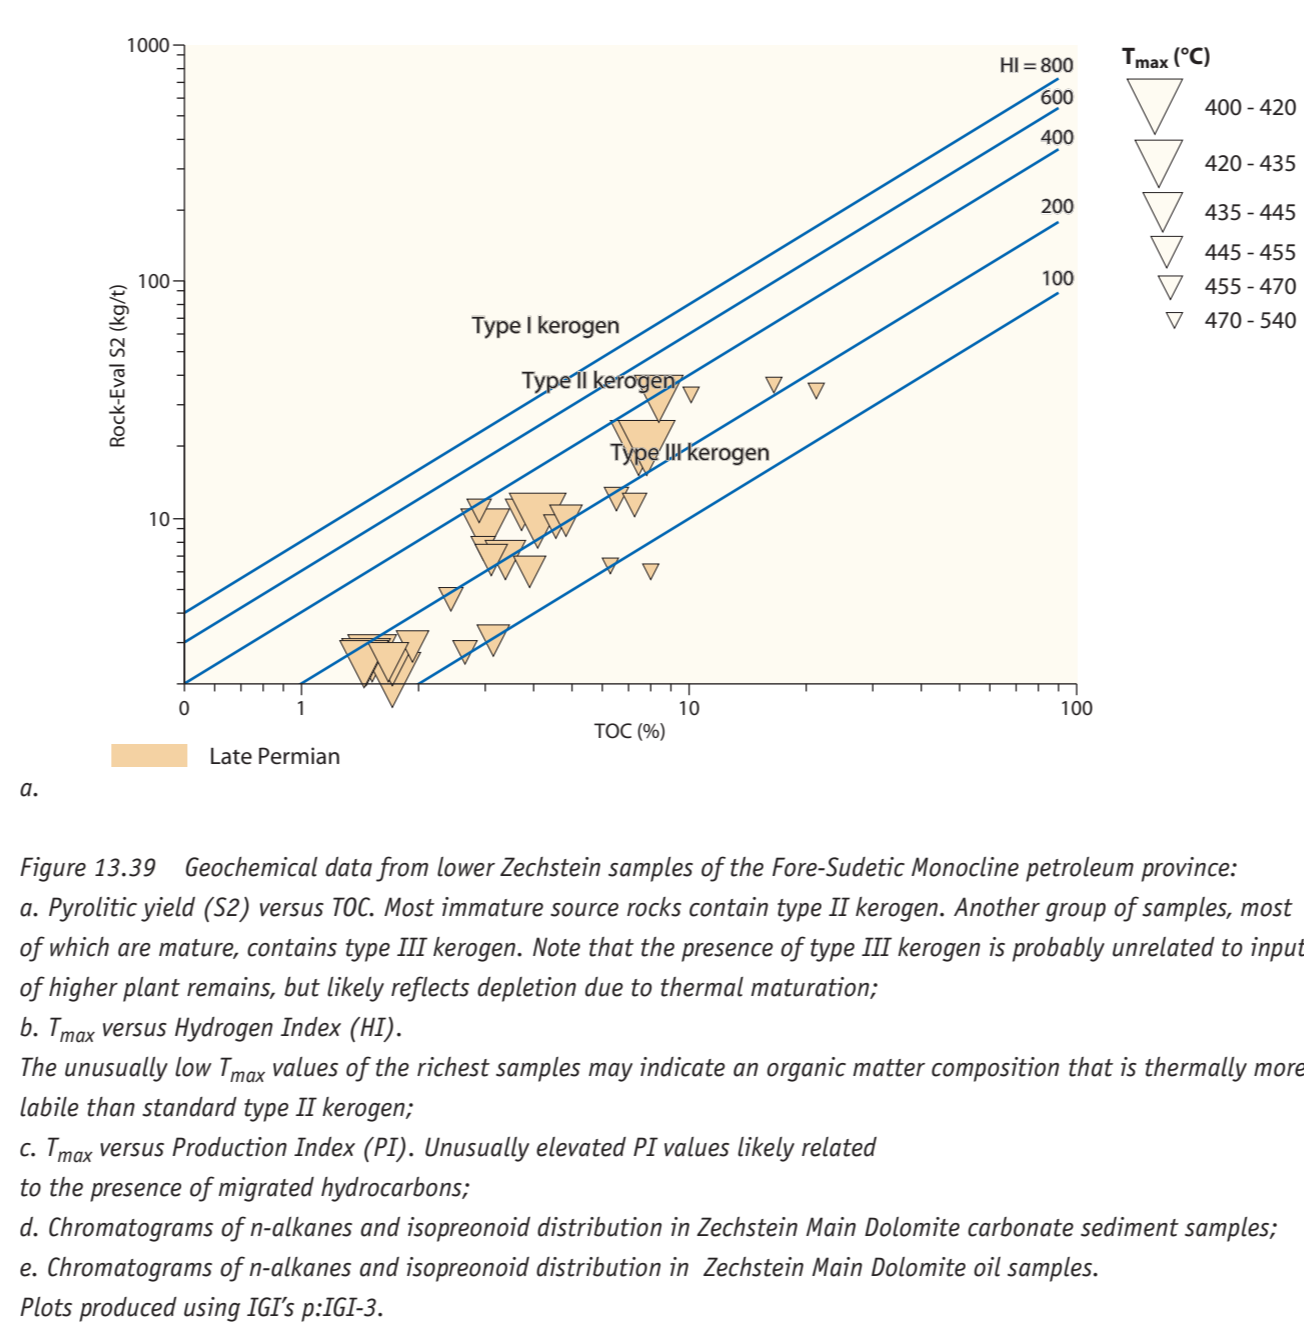 1000
100
10
Rock-Eval S2 (kg/t)
HI = 800
600
400
200
100
Type I kerogen
Type II kerogen
Type III kerogen
0
1
10
100
TOC (%)
Tmax (°C)
400 - 420
420 - 435
435 - 445
445 - 455
455 - 470
470 - 540
Late Permian
a.
Figure 13.39 Geochemical data from lower Zechstein samples of the Fore-Sudetic Monocline petroleum province:
a. Pyrolitic yield (S2) versus TOC. Most immature source rocks contain type II kerogen. Another group of samples, most
of which are mature, contains type III kerogen. Note that the presence of type III kerogen is probably unrelated to input
of higher plant remains, but likely reflects depletion due to thermal maturation;
b. Tmax versus Hydrogen Index (HI).
The unusually low Tmax values of the richest samples may indicate an organic matter composition that is thermally more
labile than standard type II kerogen;
c. Tmax versus Production Index (PI). Unusually elevated PI values likely related
to the presence of migrated hydrocarbons;
d. Chromatograms of n-alkanes and isopreonoid distribution in Zechstein Main Dolomite carbonate sediment samples;
e. Chromatograms of n-alkanes and isopreonoid distribution in Zechstein Main Dolomite oil samples.
Plots produced using IGI's p:IGI-3.